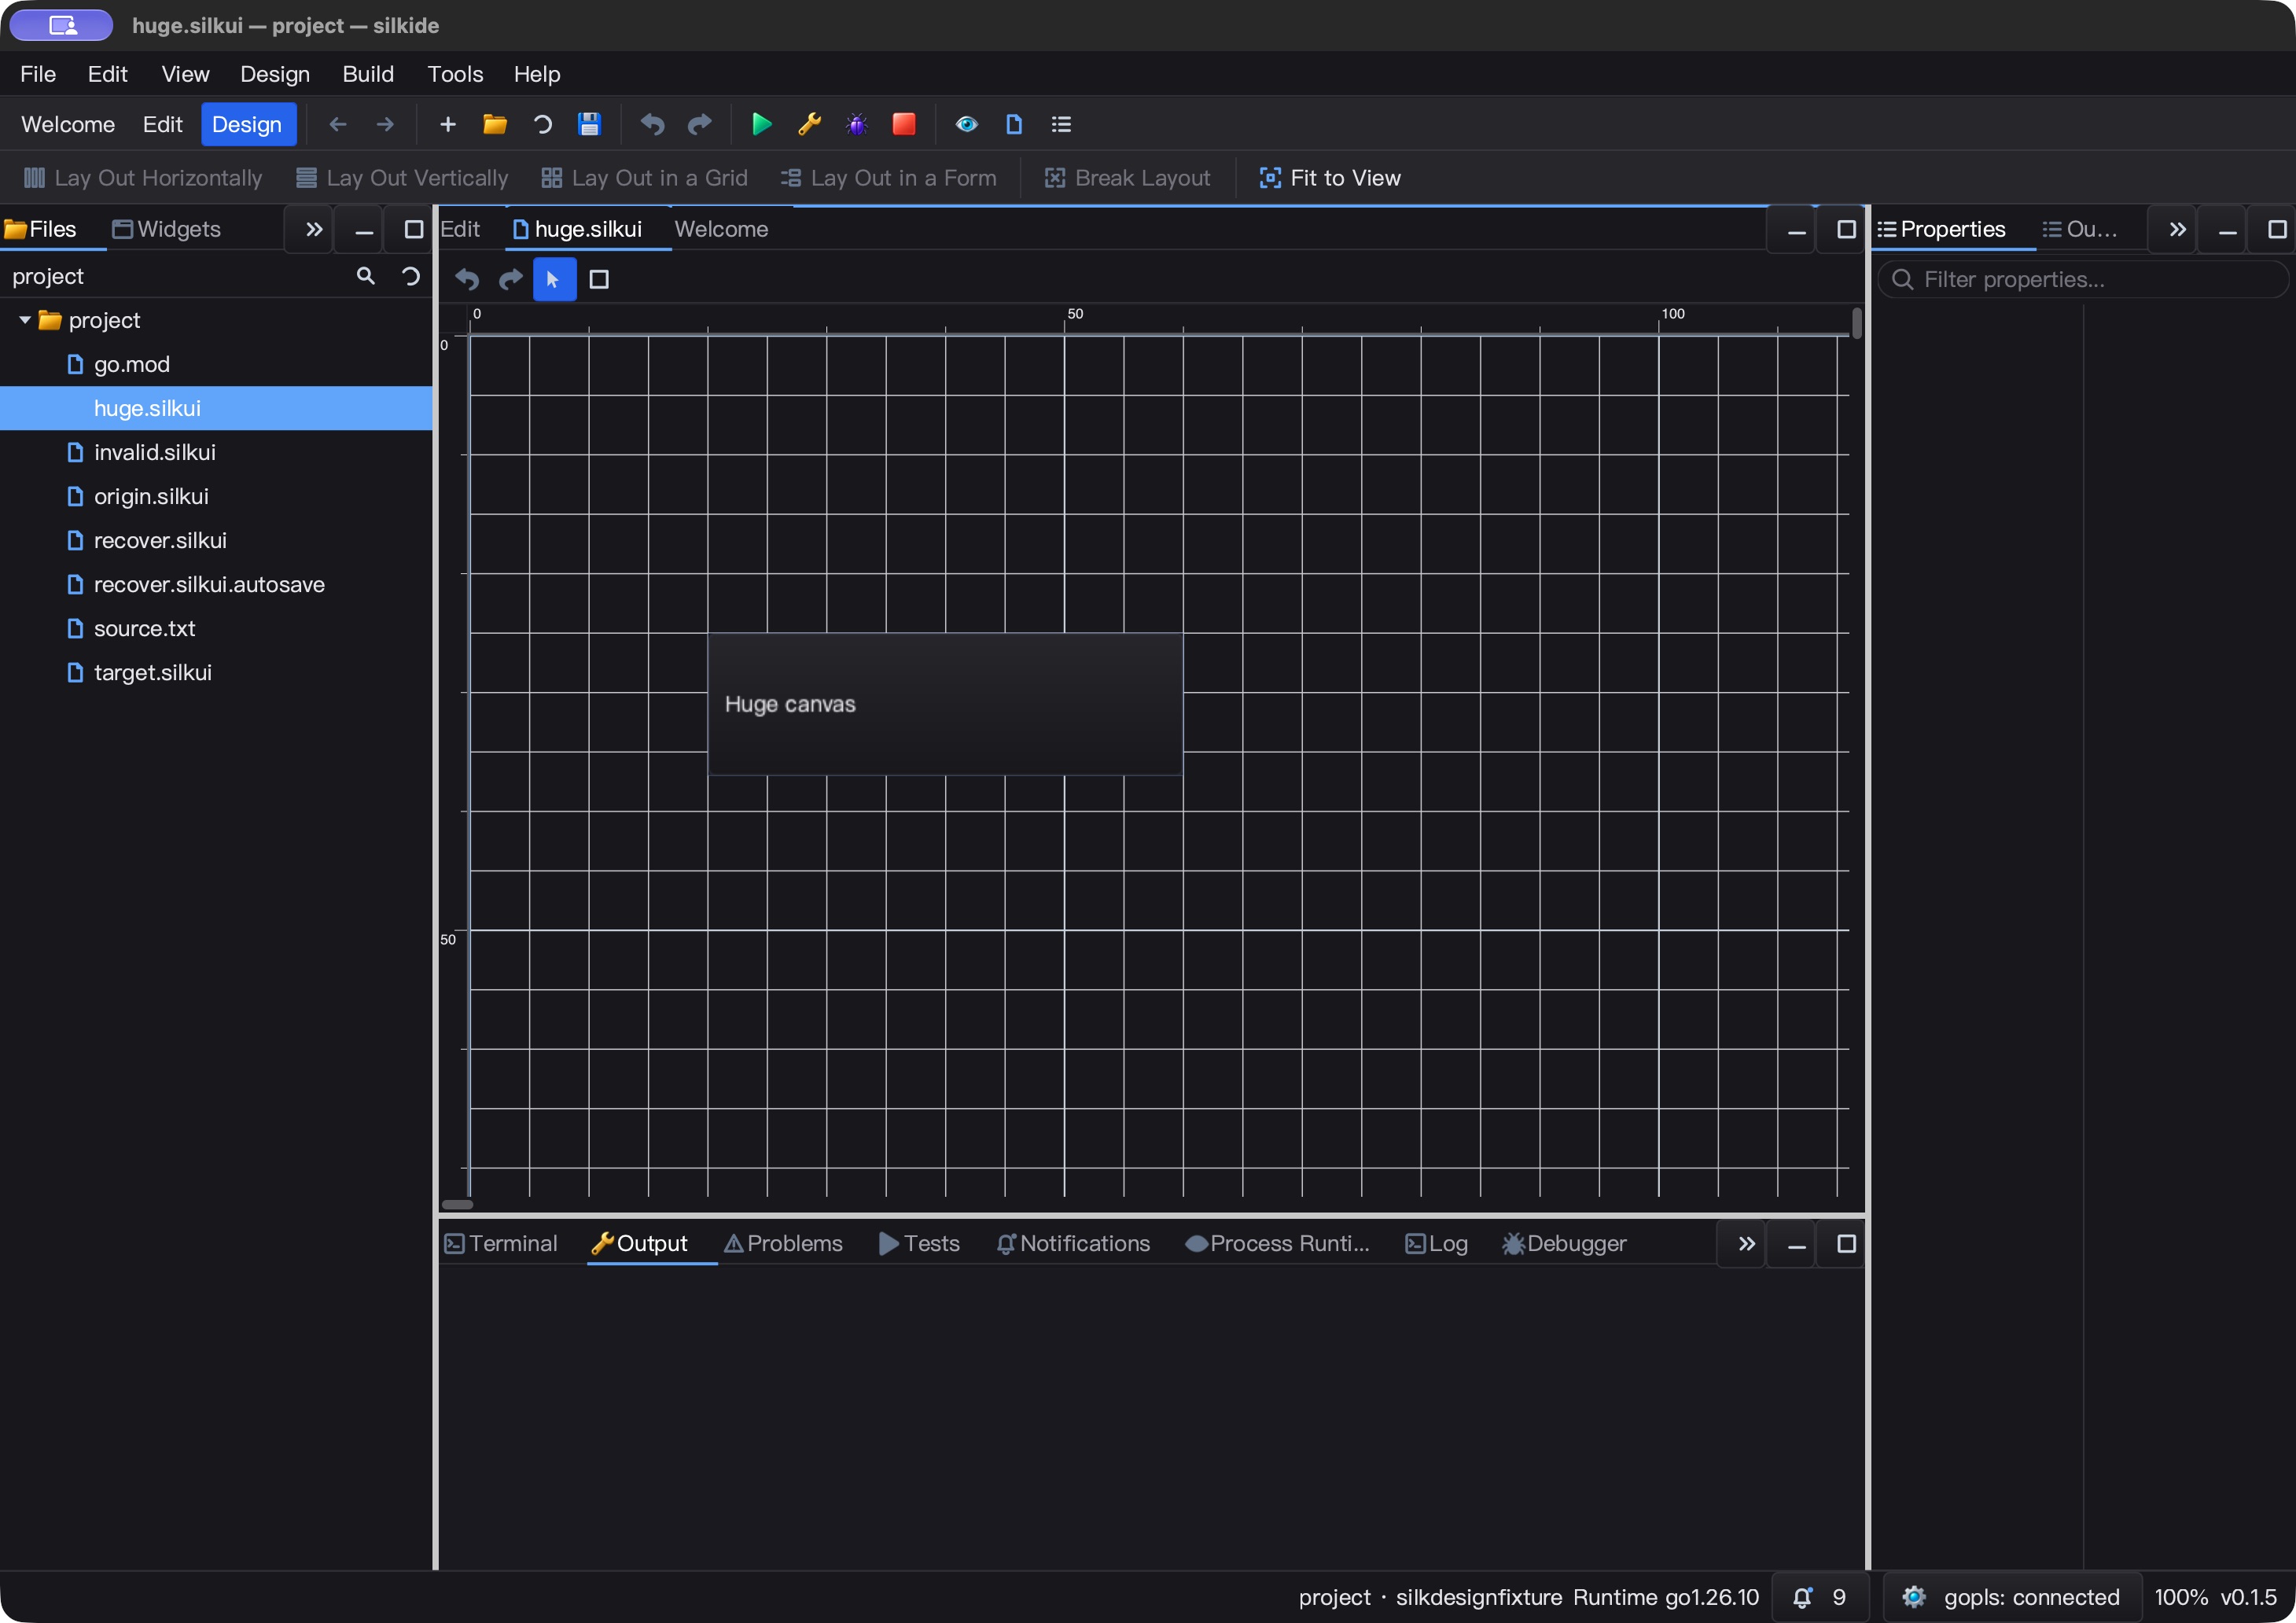 huge.silkui — project — silkide
File Edit View Design Build Tools Help
Welcome Edit Design
Lay Out Horizontally Lay Out Vertically Lay Out in a Grid Lay Out in a Form Break Layout Fit to View
Files Widgets
Edit huge.silkui Welcome
Properties Ou...
project
Filter properties...
project
go.mod
huge.silkui
invalid.silkui
origin.silkui
recover.silkui
recover.silkui.autosave
source.txt
target.silkui
0 50 100
0
Huge canvas
50
Terminal Output Problems Tests Notifications Process Runti... Log Debugger
project · silkdesignfixture Runtime go1.26.10 9 gopls: connected 100% v0.1.5